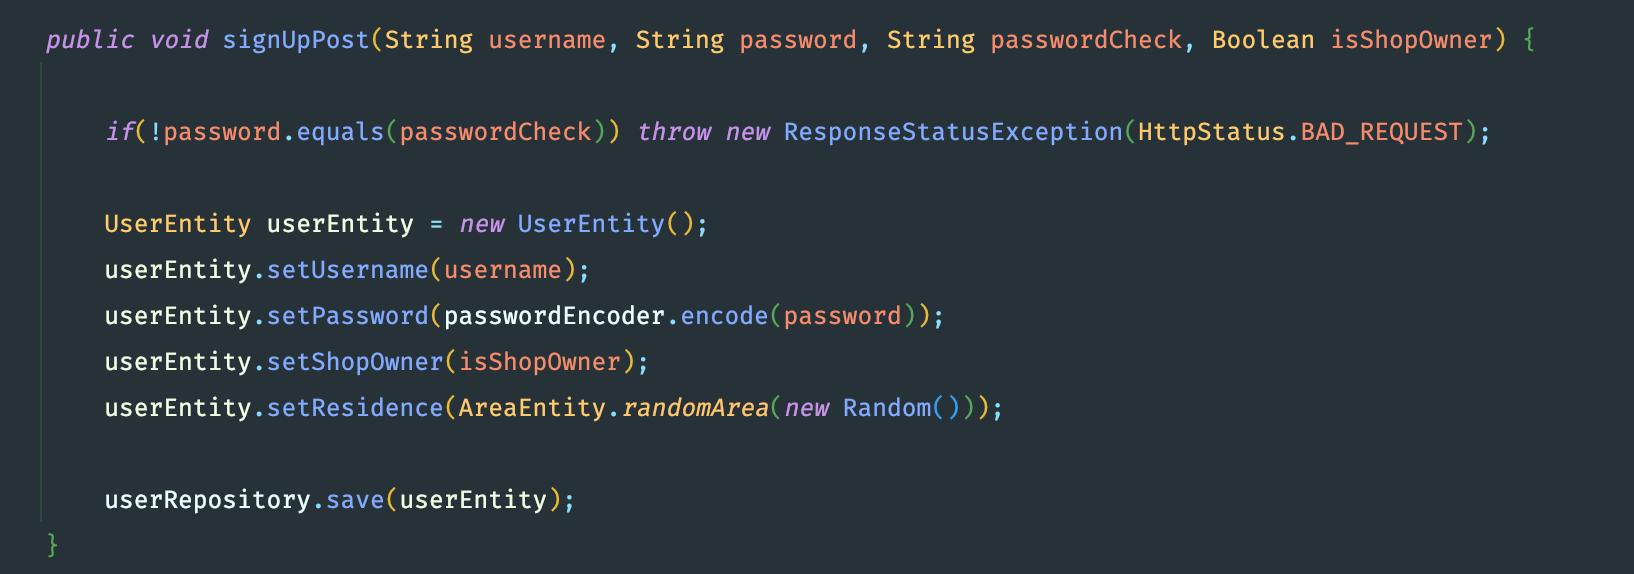 public void signUpPost(String username, String password, String passwordCheck, Boolean isShopOwner) {
if(!password.equals(passwordCheck)) throw new ResponseStatusException(HttpStatus.BAD_REQUEST);
UserEntity userEntity = new UserEntity();
userEntity.setUsername(username);
userEntity.setPassword(passwordEncoder.encode(password));
userEntity.setShopOwner(isShopOwner);
userEntity.setResidence(AreaEntity.randomArea(new Random()));
userRepository.save(userEntity);
}